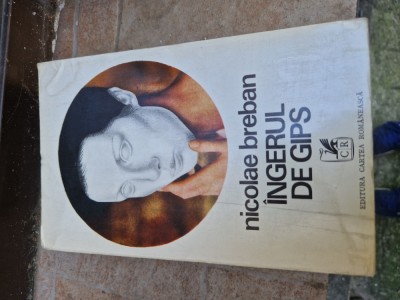 nicolae breban
ÎNGERUL
DE GIPS
CR
EDITURA CARTEA ROMÂNEASCĂ